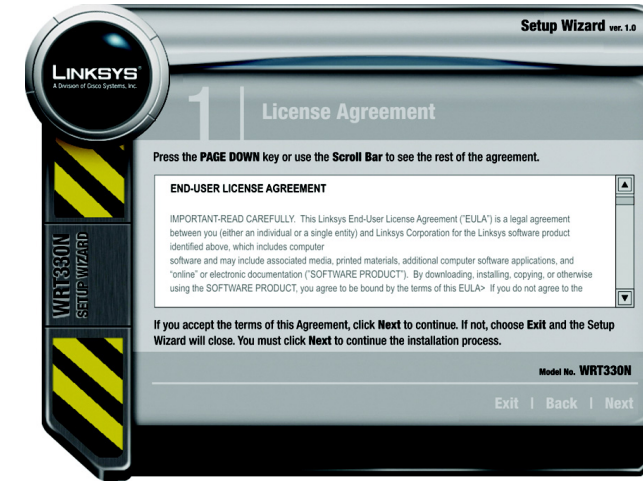 Setup Wizard ver. 1.0
LINKSYS®
A Division of Cisco Systems, Inc.
1 License Agreement
Press the PAGE DOWN key or use the Scroll Bar to see the rest of the agreement.
END-USER LICENSE AGREEMENT
IMPORTANT-READ CAREFULLY. This Linksys End-User License Agreement ("EULA") is a legal agreement
between you (either an individual or a single entity) and Linksys Corporation for the Linksys software product
identified above, which includes computer
software and may include associated media, printed materials, additional computer software applications, and
"online" or electronic documentation ("SOFTWARE PRODUCT"). By downloading, installing, copying, or otherwise
using the SOFTWARE PRODUCT, you agree to be bound by the terms of this EULA> If you do not agree to the
WRT330N
SETUP WIZARD
If you accept the terms of this Agreement, click Next to continue. If not, choose Exit and the Setup
Wizard will close. You must click Next to continue the installation process.
Model No. WRT330N
Exit | Back | Next